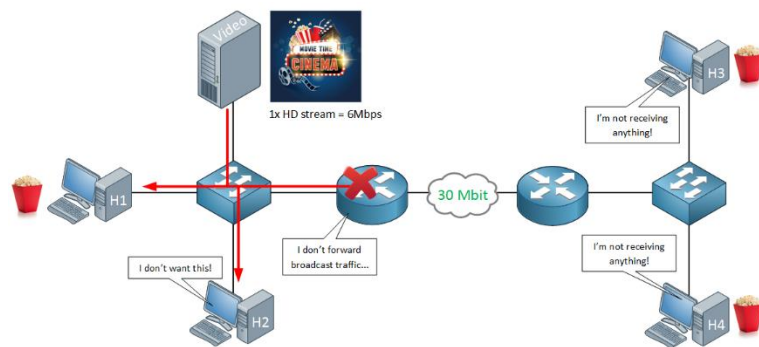 Video
MOVIE TIME
CINEMA
1x HD stream = 6Mbps
H3
I'm not receiving
anything!
H1
30 Mbit
I don't forward
broadcast traffic...
I don't want this!
H2
I'm not receiving
anything!
H4